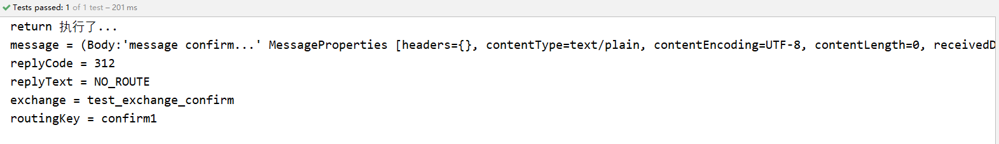 Tests passed: 1 of 1 test – 201 ms
return 执行了...
message = (Body:'message confirm...' MessageProperties [headers={}, contentType=text/plain, contentEncoding=UTF-8, contentLength=0, receivedD
replyCode = 312
replyText = NO_ROUTE
exchange = test_exchange_confirm
routingKey = confirm1